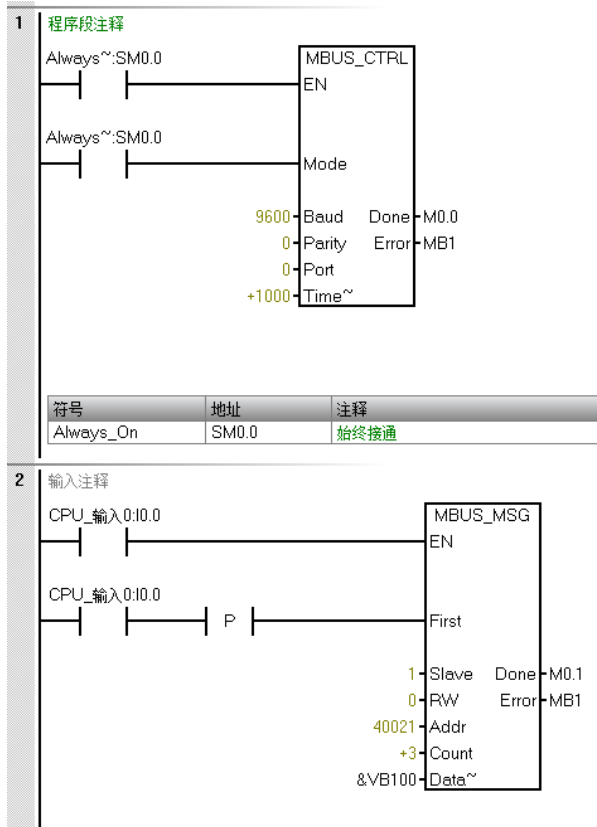 1 程序段注释
Always~:SM0.0 MBUS_CTRL
EN
Always~:SM0.0
Mode
9600 Baud Done M0.0
0 Parity Error MB1
0 Port
+1000 Time~
符号 地址 注释
Always_On SM0.0 始终接通
2 输入注释
CPU_输入0:I0.0 MBUS_MSG
EN
CPU_输入0:I0.0
P First
1 Slave Done M0.1
0 RW Error MB1
40021 Addr
+3 Count
&VB100 Data~